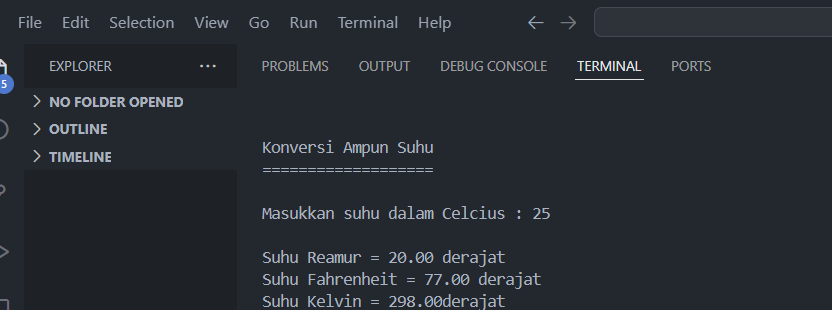 File Edit Selection View Go Run Terminal Help
EXPLORER ···
PROBLEMS OUTPUT DEBUG CONSOLE TERMINAL PORTS
5
NO FOLDER OPENED
OUTLINE
TIMELINE
Konversi Ampun Suhu
===================
Masukkan suhu dalam Celcius : 25
Suhu Reamur = 20.00 derajat
Suhu Fahrenheit = 77.00 derajat
Suhu Kelvin = 298.00derajat